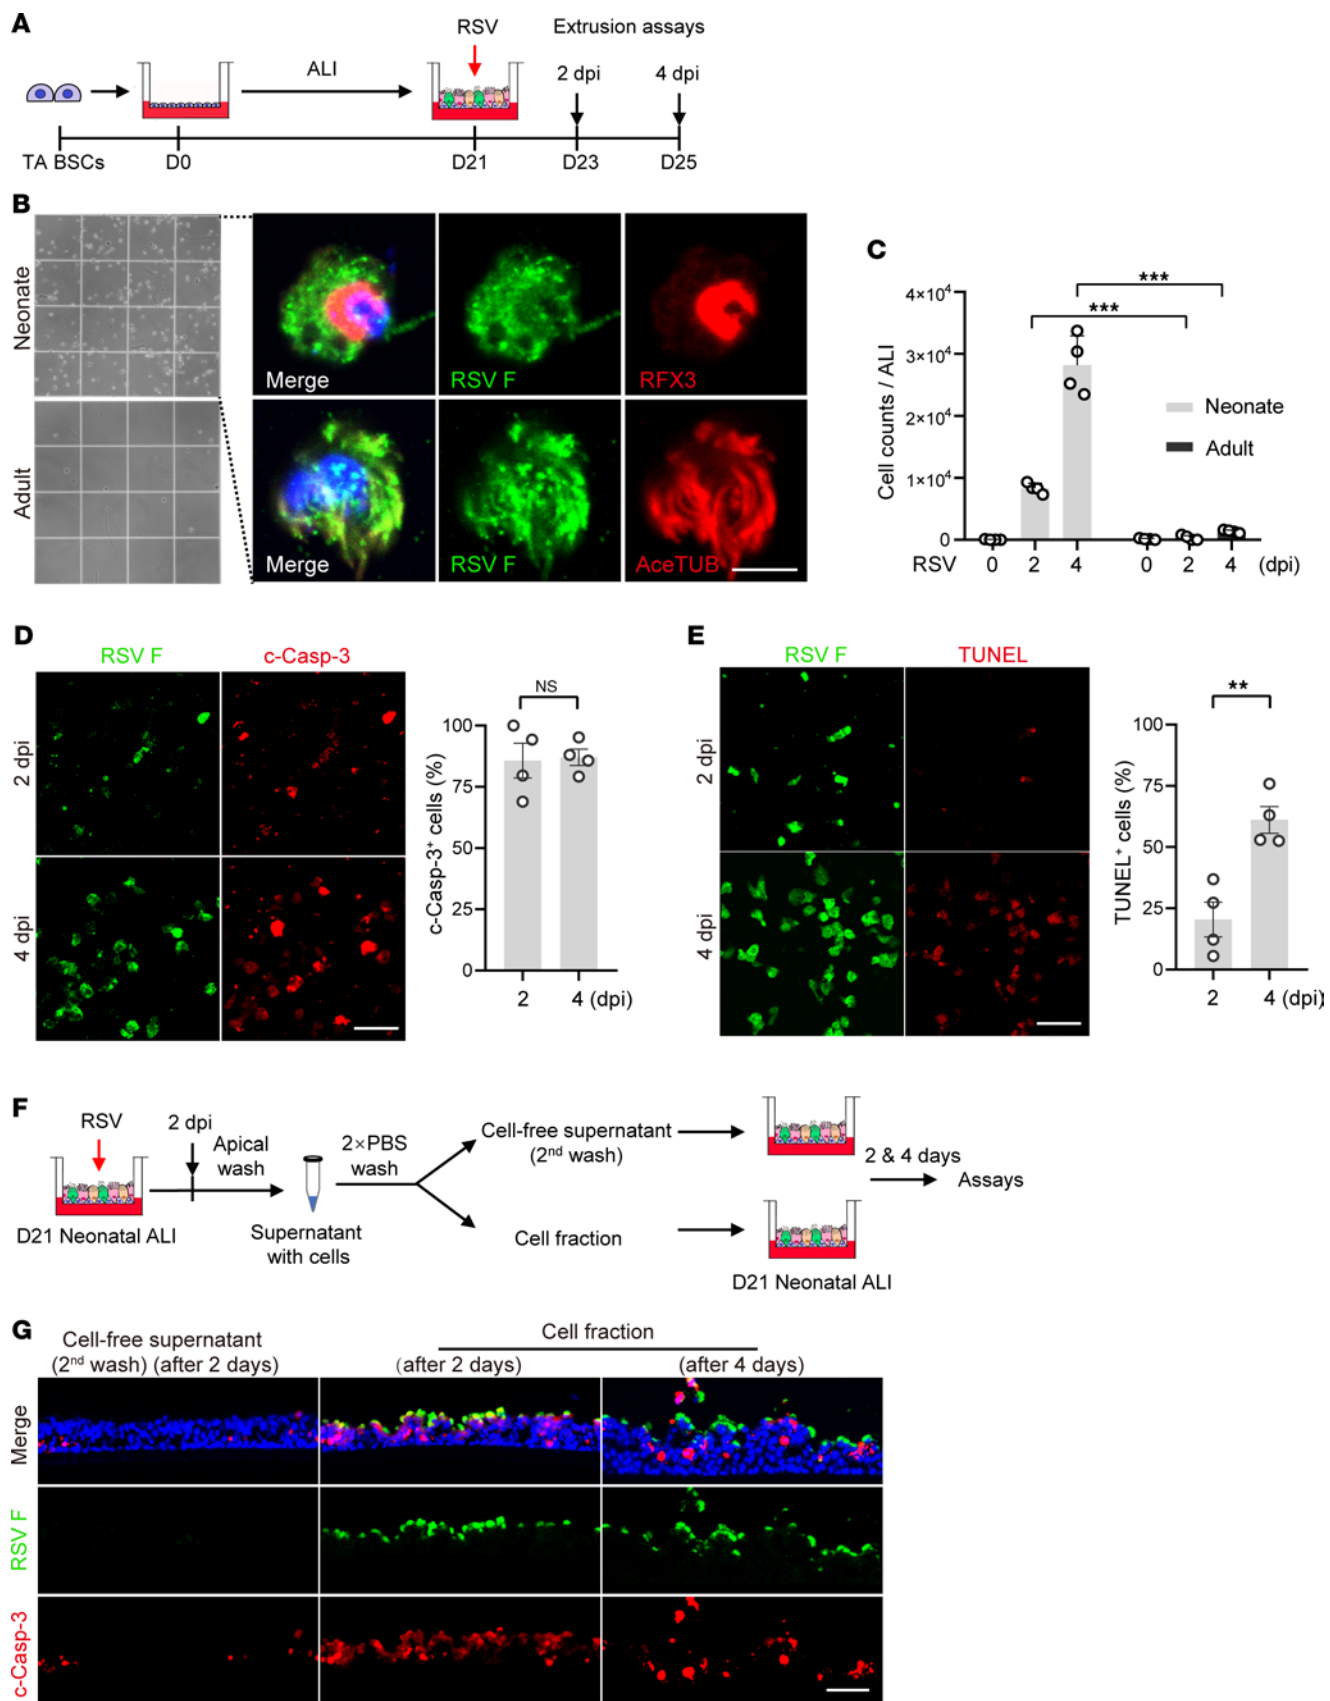 A
RSV
Extrusion assays
ALI
2 dpi
4 dpi
TA BSCs
D0
D21
D23
D25
B
Neonate
Merge
RSV F
RFX3
Adult
Merge
RSV F
AceTUB
C
***
***
Cell counts / ALI
4×10⁴
3×10⁴
2×10⁴
1×10⁴
0
Neonate
Adult
RSV 0 2 4 0 2 4 (dpi)
D
RSV F
c-Casp-3
2 dpi
4 dpi
NS
c-Casp-3⁺ cells (%)
100
75
50
25
0
2 4 (dpi)
E
RSV F
TUNEL
2 dpi
4 dpi
**
TUNEL⁺ cells (%)
100
75
50
25
0
2 4 (dpi)
F
RSV
2 dpi
Apical
wash
2×PBS
wash
D21 Neonatal ALI
Supernatant
with cells
Cell-free supernatant
(2ⁿᵈ wash)
Cell fraction
2 & 4 days
Assays
D21 Neonatal ALI
G
Cell-free supernatant
(2ⁿᵈ wash) (after 2 days)
Cell fraction
(after 2 days)
(after 4 days)
Merge
RSV F
c-Casp-3